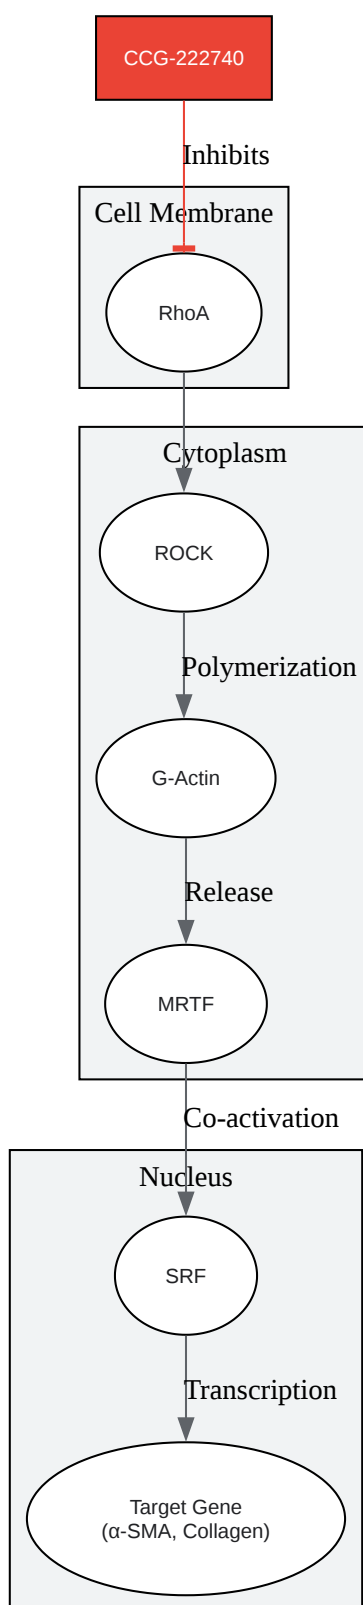 CCG-222740
Inhibits
Cell Membrane
RhoA
Cytoplasm
ROCK
Polymerization
G-Actin
Release
MRTF
Co-activation
Nucleus
SRF
Transcription
Target Gene
(α-SMA, Collagen)